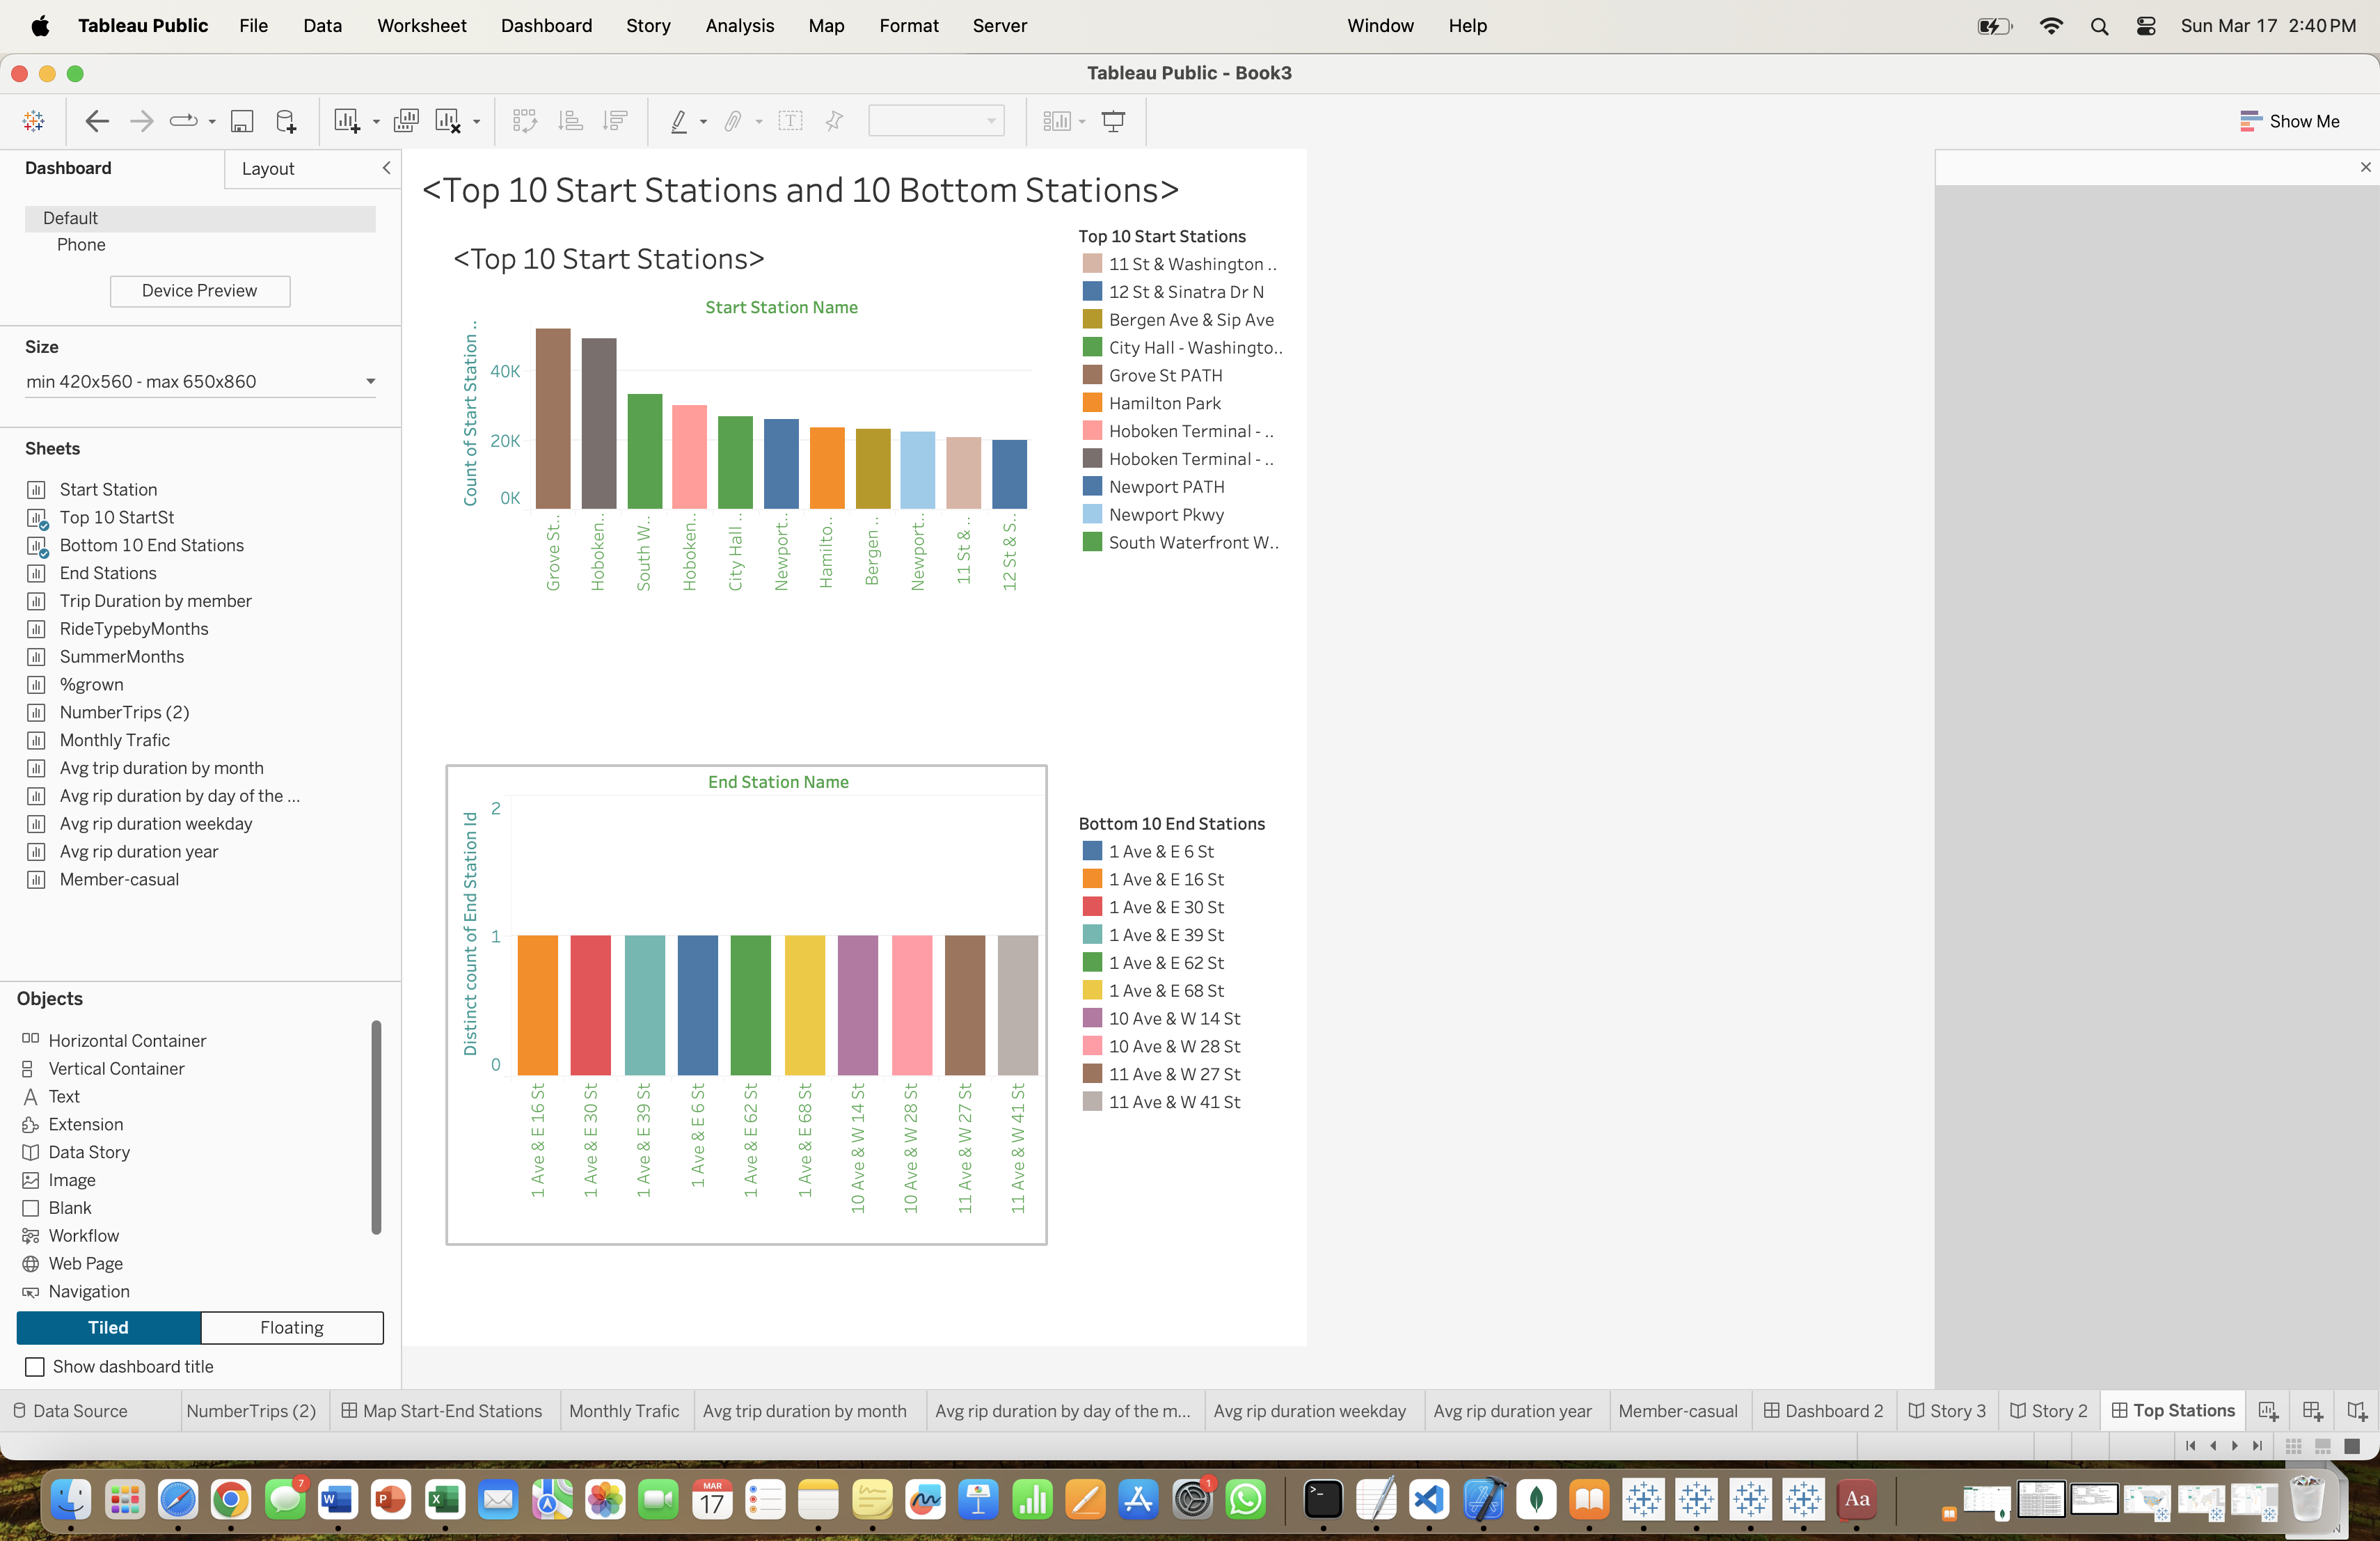 Tableau Public File Data Worksheet Dashboard Story Analysis Map Format Server Window Help Sun Mar 17 2:40 PM
Tableau Public - Book3
Show Me
Dashboard Layout
Default
Phone
Device Preview
Size
min 420x560 - max 650x860
Sheets
Start Station
Top 10 StartSt
Bottom 10 End Stations
End Stations
Trip Duration by member
RideTypebyMonths
SummerMonths
%grown
NumberTrips (2)
Monthly Trafic
Avg trip duration by month
Avg rip duration by day of the ...
Avg rip duration weekday
Avg rip duration year
Member-casual
Objects
Horizontal Container
Vertical Container
Text
Extension
Data Story
Image
Blank
Workflow
Web Page
Navigation
Tiled Floating
Show dashboard title
<Top 10 Start Stations and 10 Bottom Stations>
<Top 10 Start Stations>
Start Station Name
Count of Start Station ..
40K
20K
0K
Grove St..
Hoboken..
South W..
Hoboken..
City Hall ..
Newport..
Hamilto..
Bergen ..
Newport..
11 St & ..
12 St & S..
Top 10 Start Stations
11 St & Washington ..
12 St & Sinatra Dr N
Bergen Ave & Sip Ave
City Hall - Washingto..
Grove St PATH
Hamilton Park
Hoboken Terminal - ..
Hoboken Terminal - ..
Newport PATH
Newport Pkwy
South Waterfront W..
End Station Name
Distinct count of End Station Id
2
1
0
1 Ave & E 16 St
1 Ave & E 30 St
1 Ave & E 39 St
1 Ave & E 6 St
1 Ave & E 62 St
1 Ave & E 68 St
10 Ave & W 14 St
10 Ave & W 28 St
11 Ave & W 27 St
11 Ave & W 41 St
Bottom 10 End Stations
1 Ave & E 6 St
1 Ave & E 16 St
1 Ave & E 30 St
1 Ave & E 39 St
1 Ave & E 62 St
1 Ave & E 68 St
10 Ave & W 14 St
10 Ave & W 28 St
11 Ave & W 27 St
11 Ave & W 41 St
Data Source NumberTrips (2) Map Start-End Stations Monthly Trafic Avg trip duration by month Avg rip duration by day of the m... Avg rip duration weekday Avg rip duration year Member-casual Dashboard 2 Story 3 Story 2 Top Stations
7
MAR
17
1
Aa